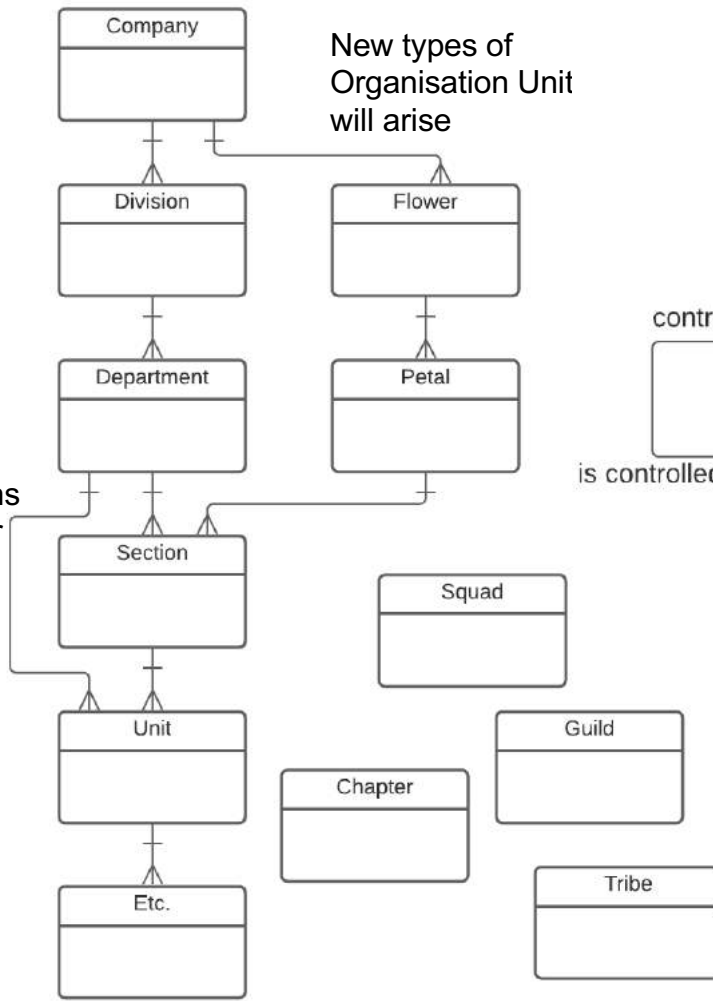 Company
New types of
Organisation Unit
will arise
Division
Flower
Department
Petal
is controlled
Section
Squad
Unit
Guild
Chapter
Etc.
Tribe